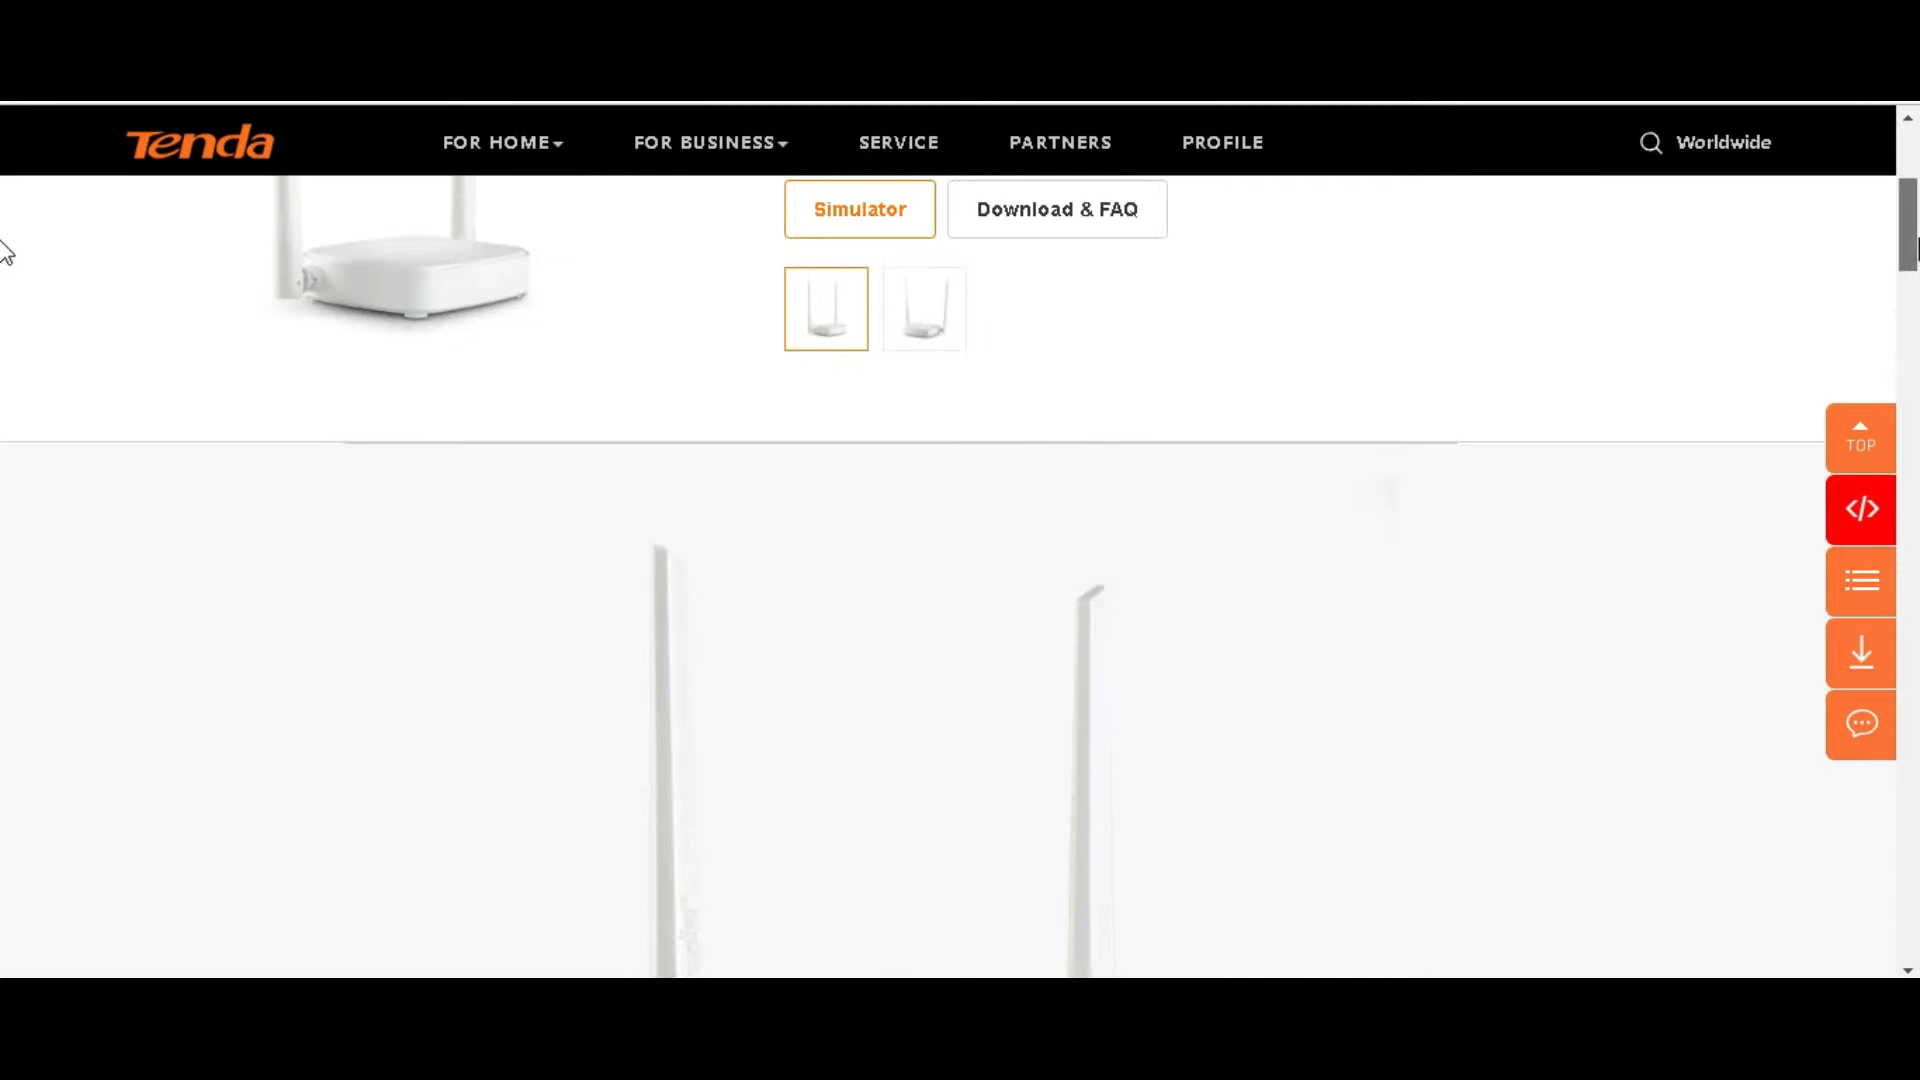 Tenda FOR HOME FOR BUSINESS SERVICE PARTNERS PROFILE Worldwide
Simulator Download & FAQ
TOP